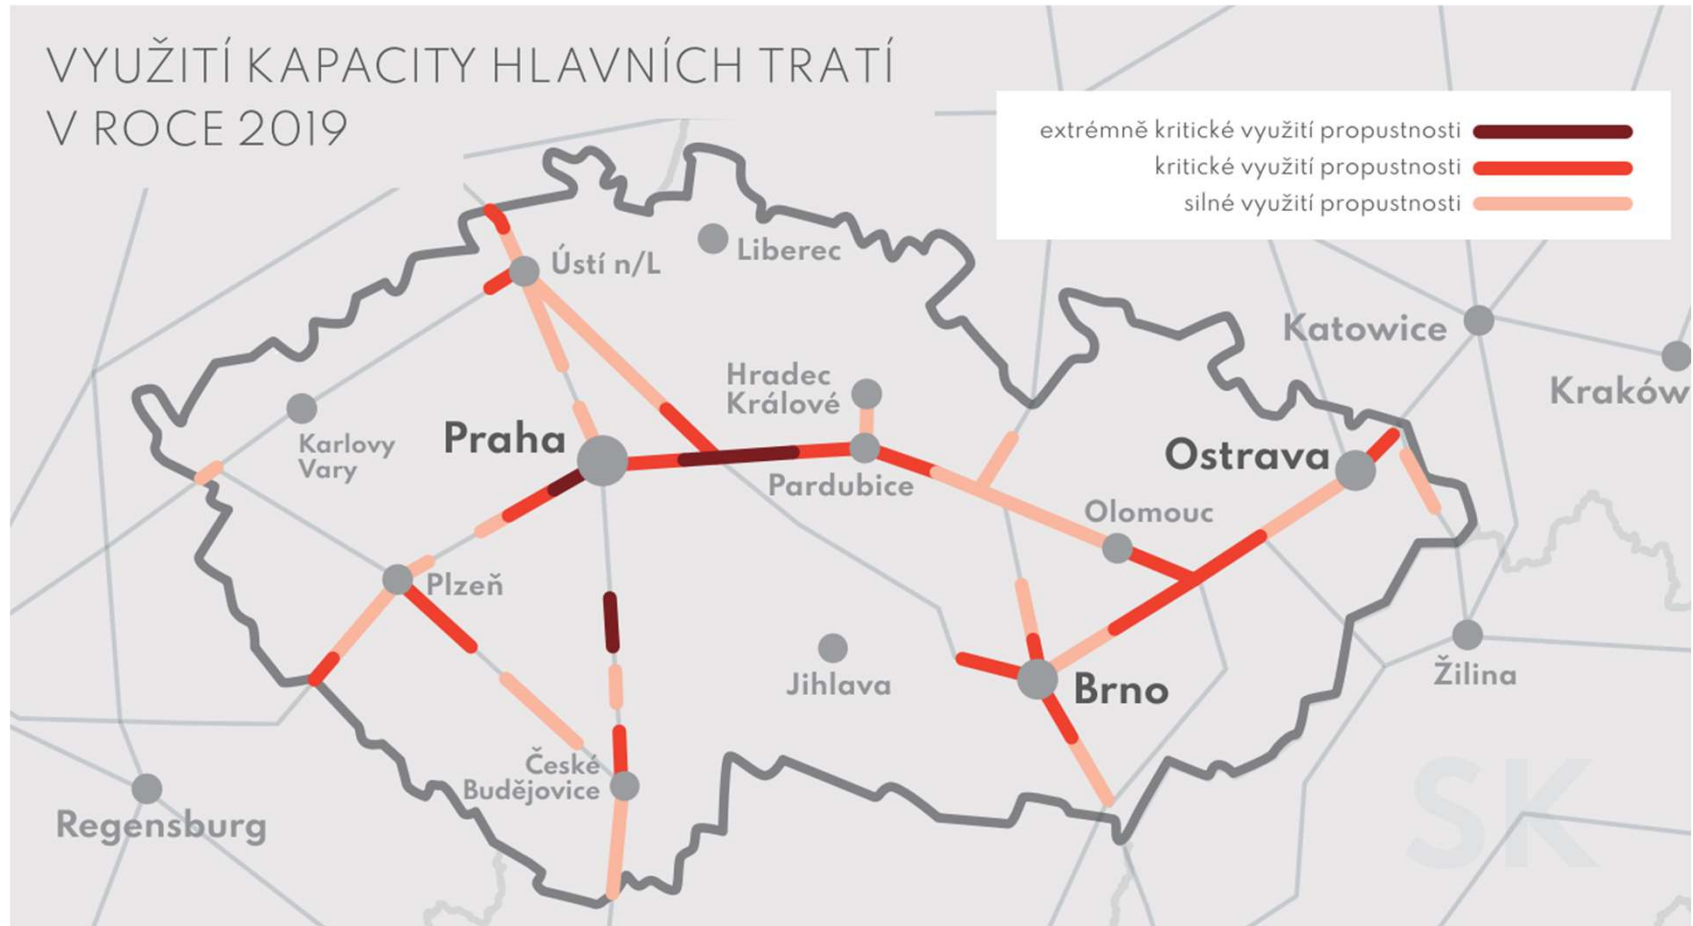 VYUŽITÍ KAPACITY HLAVNÍCH TRATÍ
V ROCE 2019
extrémně kritické využití propustnosti
kritické využití propustnosti
silné využití propustnosti
Ústí n/L
Liberec
Katowice
Kraków
Hradec
Králové
Karlovy
Vary
Praha
Ostrava
Pardubice
Olomouc
Plzeň
Jihlava
Brno
Žilina
České
Budějovice
Regensburg
SK